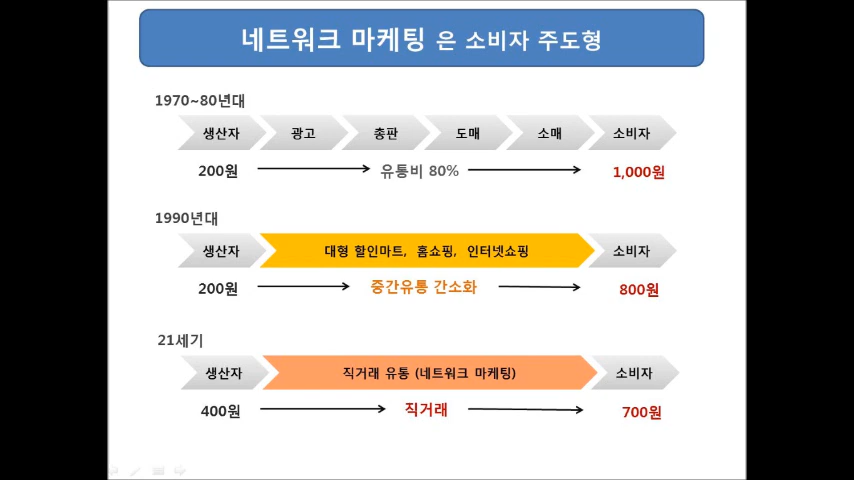 네트워크 마케팅 은 소비자 주도형
1970~80년대
생산자 광고 총판 도매 소매 소비자
200원 유통비 80% 1,000원
1990년대
생산자 대형 할인마트, 홈쇼핑, 인터넷쇼핑 소비자
200원 중간유통 간소화 800원
21세기
생산자 직거래 유통 (네트워크 마케팅) 소비자
400원 직거래 700원